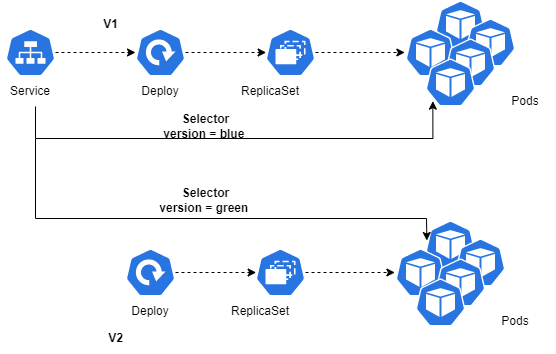 V1
Service
Deploy
ReplicaSet
Pods
Selector
version = blue
Selector
version = green
Deploy
ReplicaSet
Pods
V2